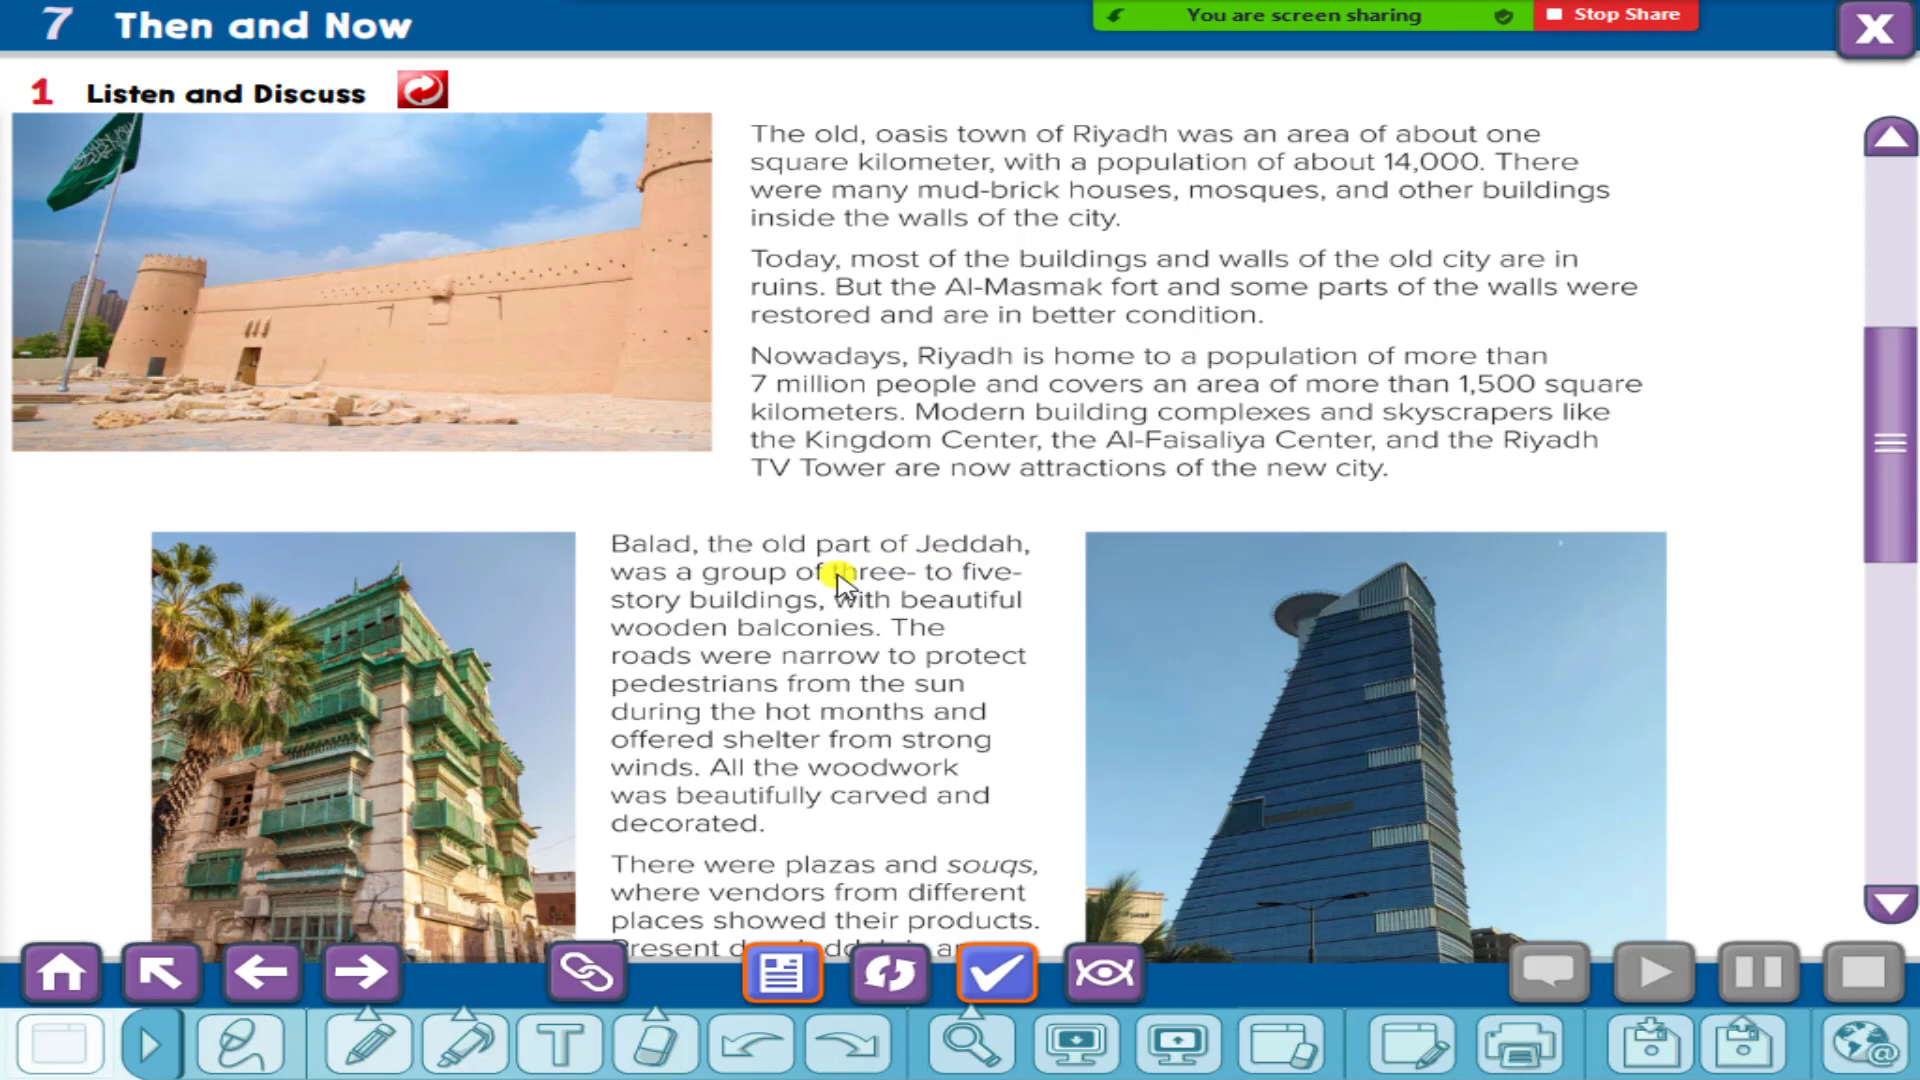 7 Then and Now
You are screen sharing
Stop Share
X
1 Listen and Discuss
The old, oasis town of Riyadh was an area of about one
square kilometer, with a population of about 14,000. There
were many mud-brick houses, mosques, and other buildings
inside the walls of the city.
Today, most of the buildings and walls of the old city are in
ruins. But the Al-Masmak fort and some parts of the walls were
restored and are in better condition.
Nowadays, Riyadh is home to a population of more than
7 million people and covers an area of more than 1,500 square
kilometers. Modern building complexes and skyscrapers like
the Kingdom Center, the Al-Faisaliya Center, and the Riyadh
TV Tower are now attractions of the new city.
Balad, the old part of Jeddah,
was a group of three- to five-
story buildings, with beautiful
wooden balconies. The
roads were narrow to protect
pedestrians from the sun
during the hot months and
offered shelter from strong
winds. All the woodwork
was beautifully carved and
decorated.
There were plazas and souqs,
where vendors from different
places showed their products.
Present
T
@